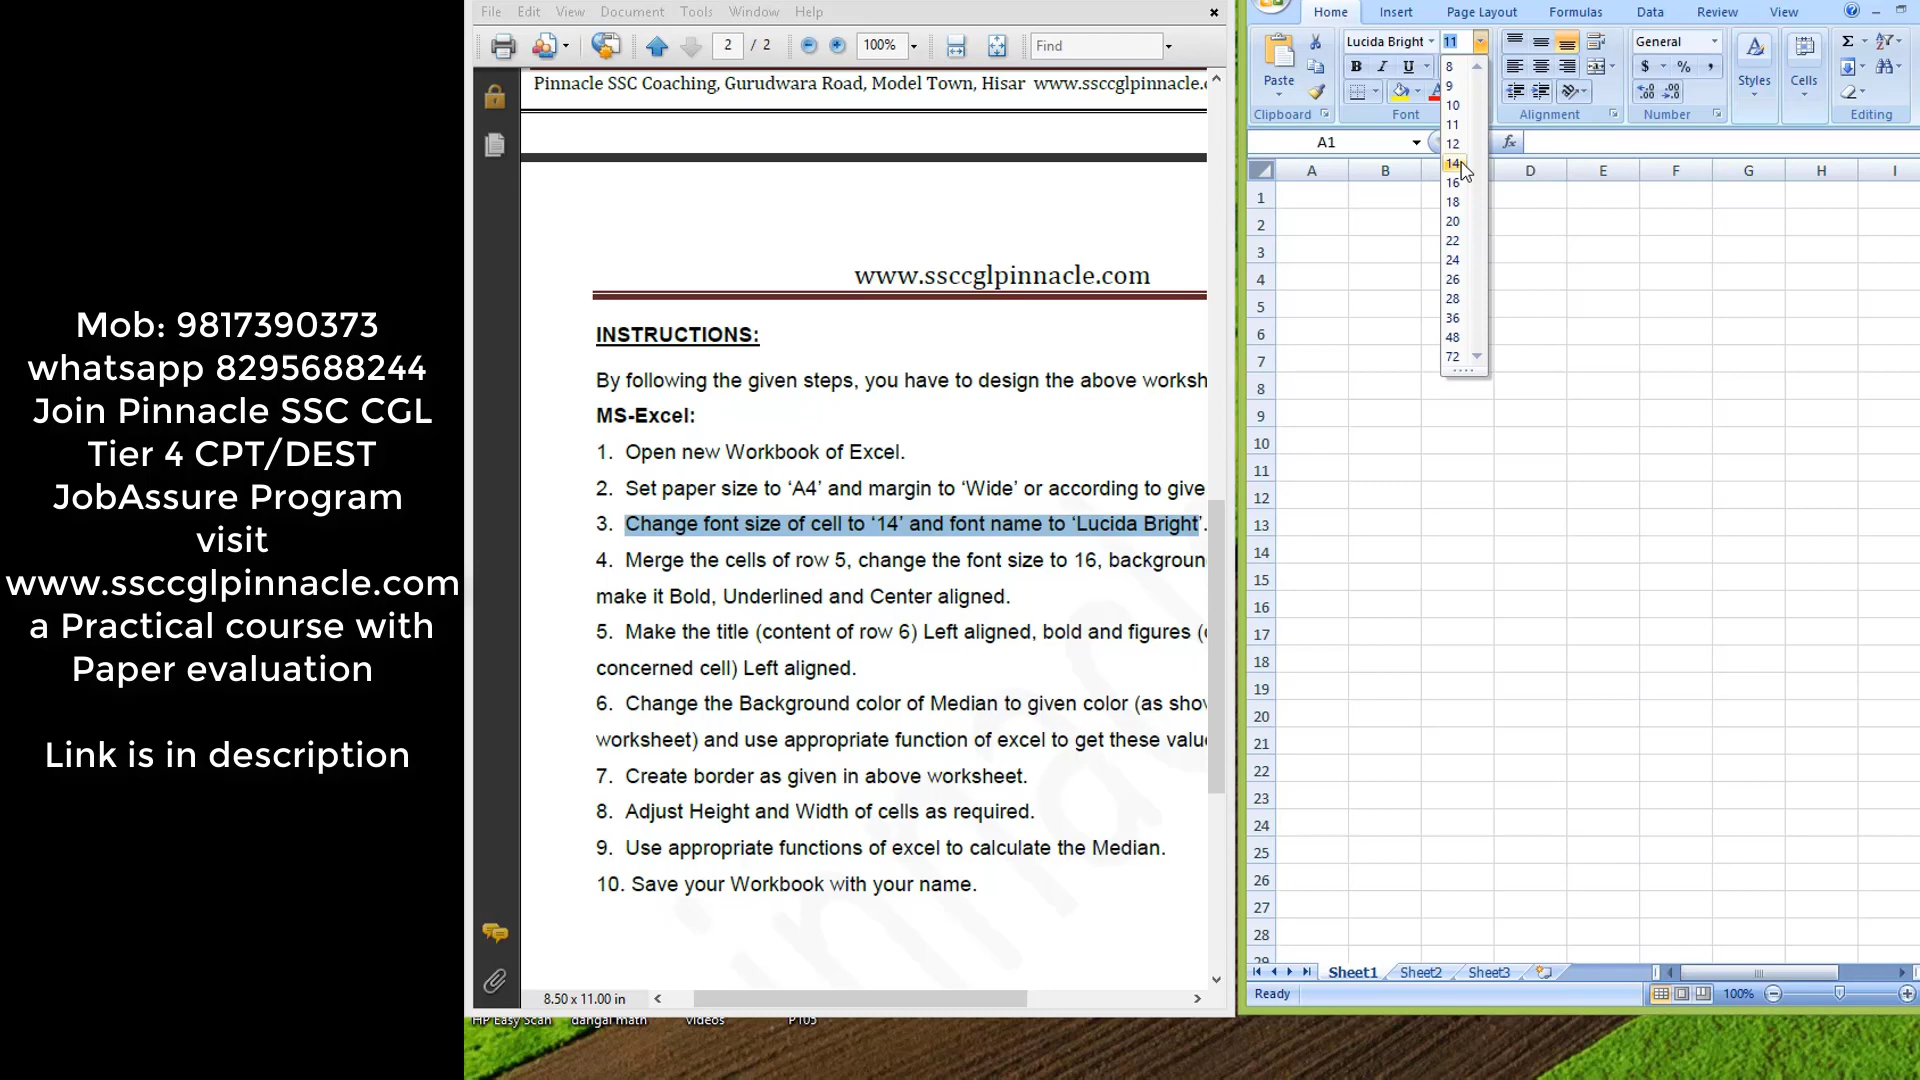 Mob: 9817390373
whatsapp 8295688244
Join Pinnacle SSC CGL
Tier 4 CPT/DEST
JobAssure Program
visit
www.ssccglpinnacle.com
a Practical course with
Paper evaluation
Link is in description
File Edit View Document Tools Window Help
2 / 2 100% Find
Pinnacle SSC Coaching, Gurudwara Road, Model Town, Hisar www.ssccglpinnacle.c
www.ssccglpinnacle.com
INSTRUCTIONS:
By following the given steps, you have to design the above worksh
MS-Excel:
1. Open new Workbook of Excel.
2. Set paper size to ‘A4’ and margin to ‘Wide’ or according to give
3. Change font size of cell to ‘14’ and font name to ‘Lucida Bright’.
4. Merge the cells of row 5, change the font size to 16, backgroun
make it Bold, Underlined and Center aligned.
5. Make the title (content of row 6) Left aligned, bold and figures (
concerned cell) Left aligned.
6. Change the Background color of Median to given color (as shov
worksheet) and use appropriate function of excel to get these valu
7. Create border as given in above worksheet.
8. Adjust Height and Width of cells as required.
9. Use appropriate functions of excel to calculate the Median.
10. Save your Workbook with your name.
8.50 x 11.00 in
HP Easy Scan dangal math videos P105
Home Insert Page Layout Formulas Data Review View
Lucida Bright 11 General
B I U $ % ,
Paste Styles Cells
Clipboard Font Alignment Number Editing
8
9
10
11
12
14
16
18
20
22
24
26
28
36
48
72
A1 fx
A B D E F G H I
1
2
3
4
5
6
7
8
9
10
11
12
13
14
15
16
17
18
19
20
21
22
23
24
25
26
27
28
29
Sheet1 Sheet2 Sheet3
Ready 100%